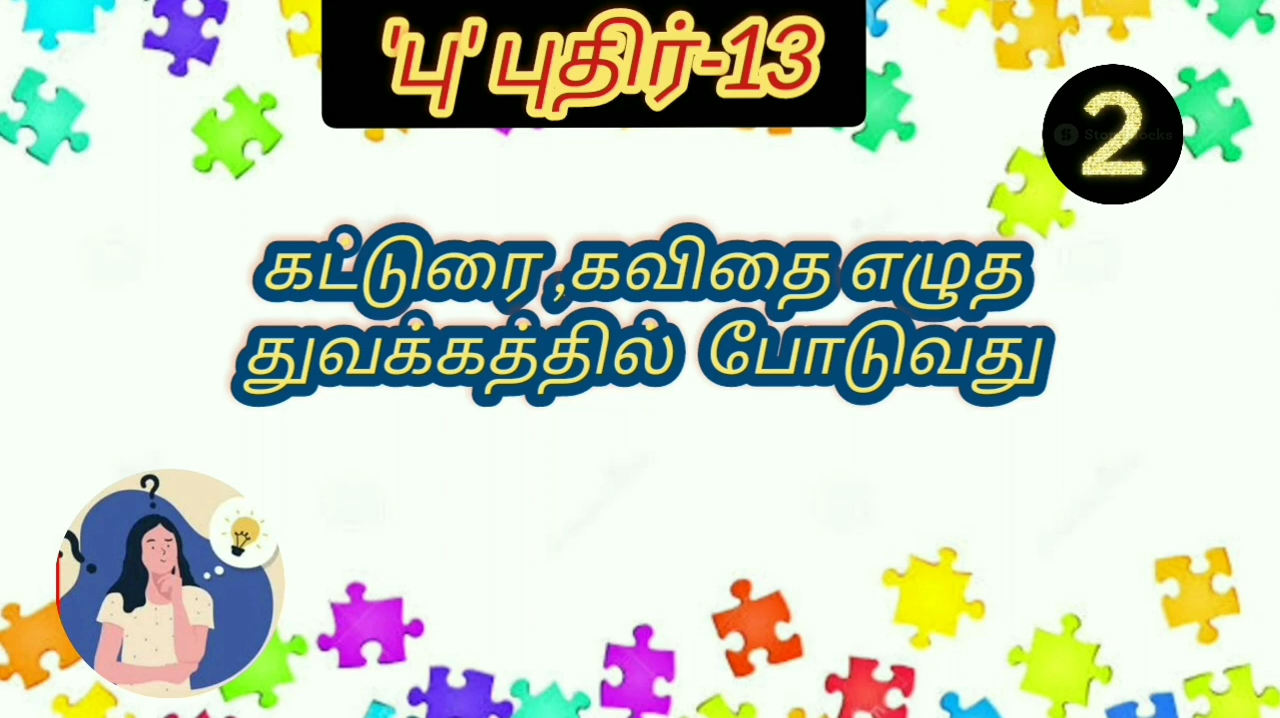 'பு' புதிர்-13
2
கட்டுரை ,கவிதை எழுத
துவக்கத்தில் போடுவது